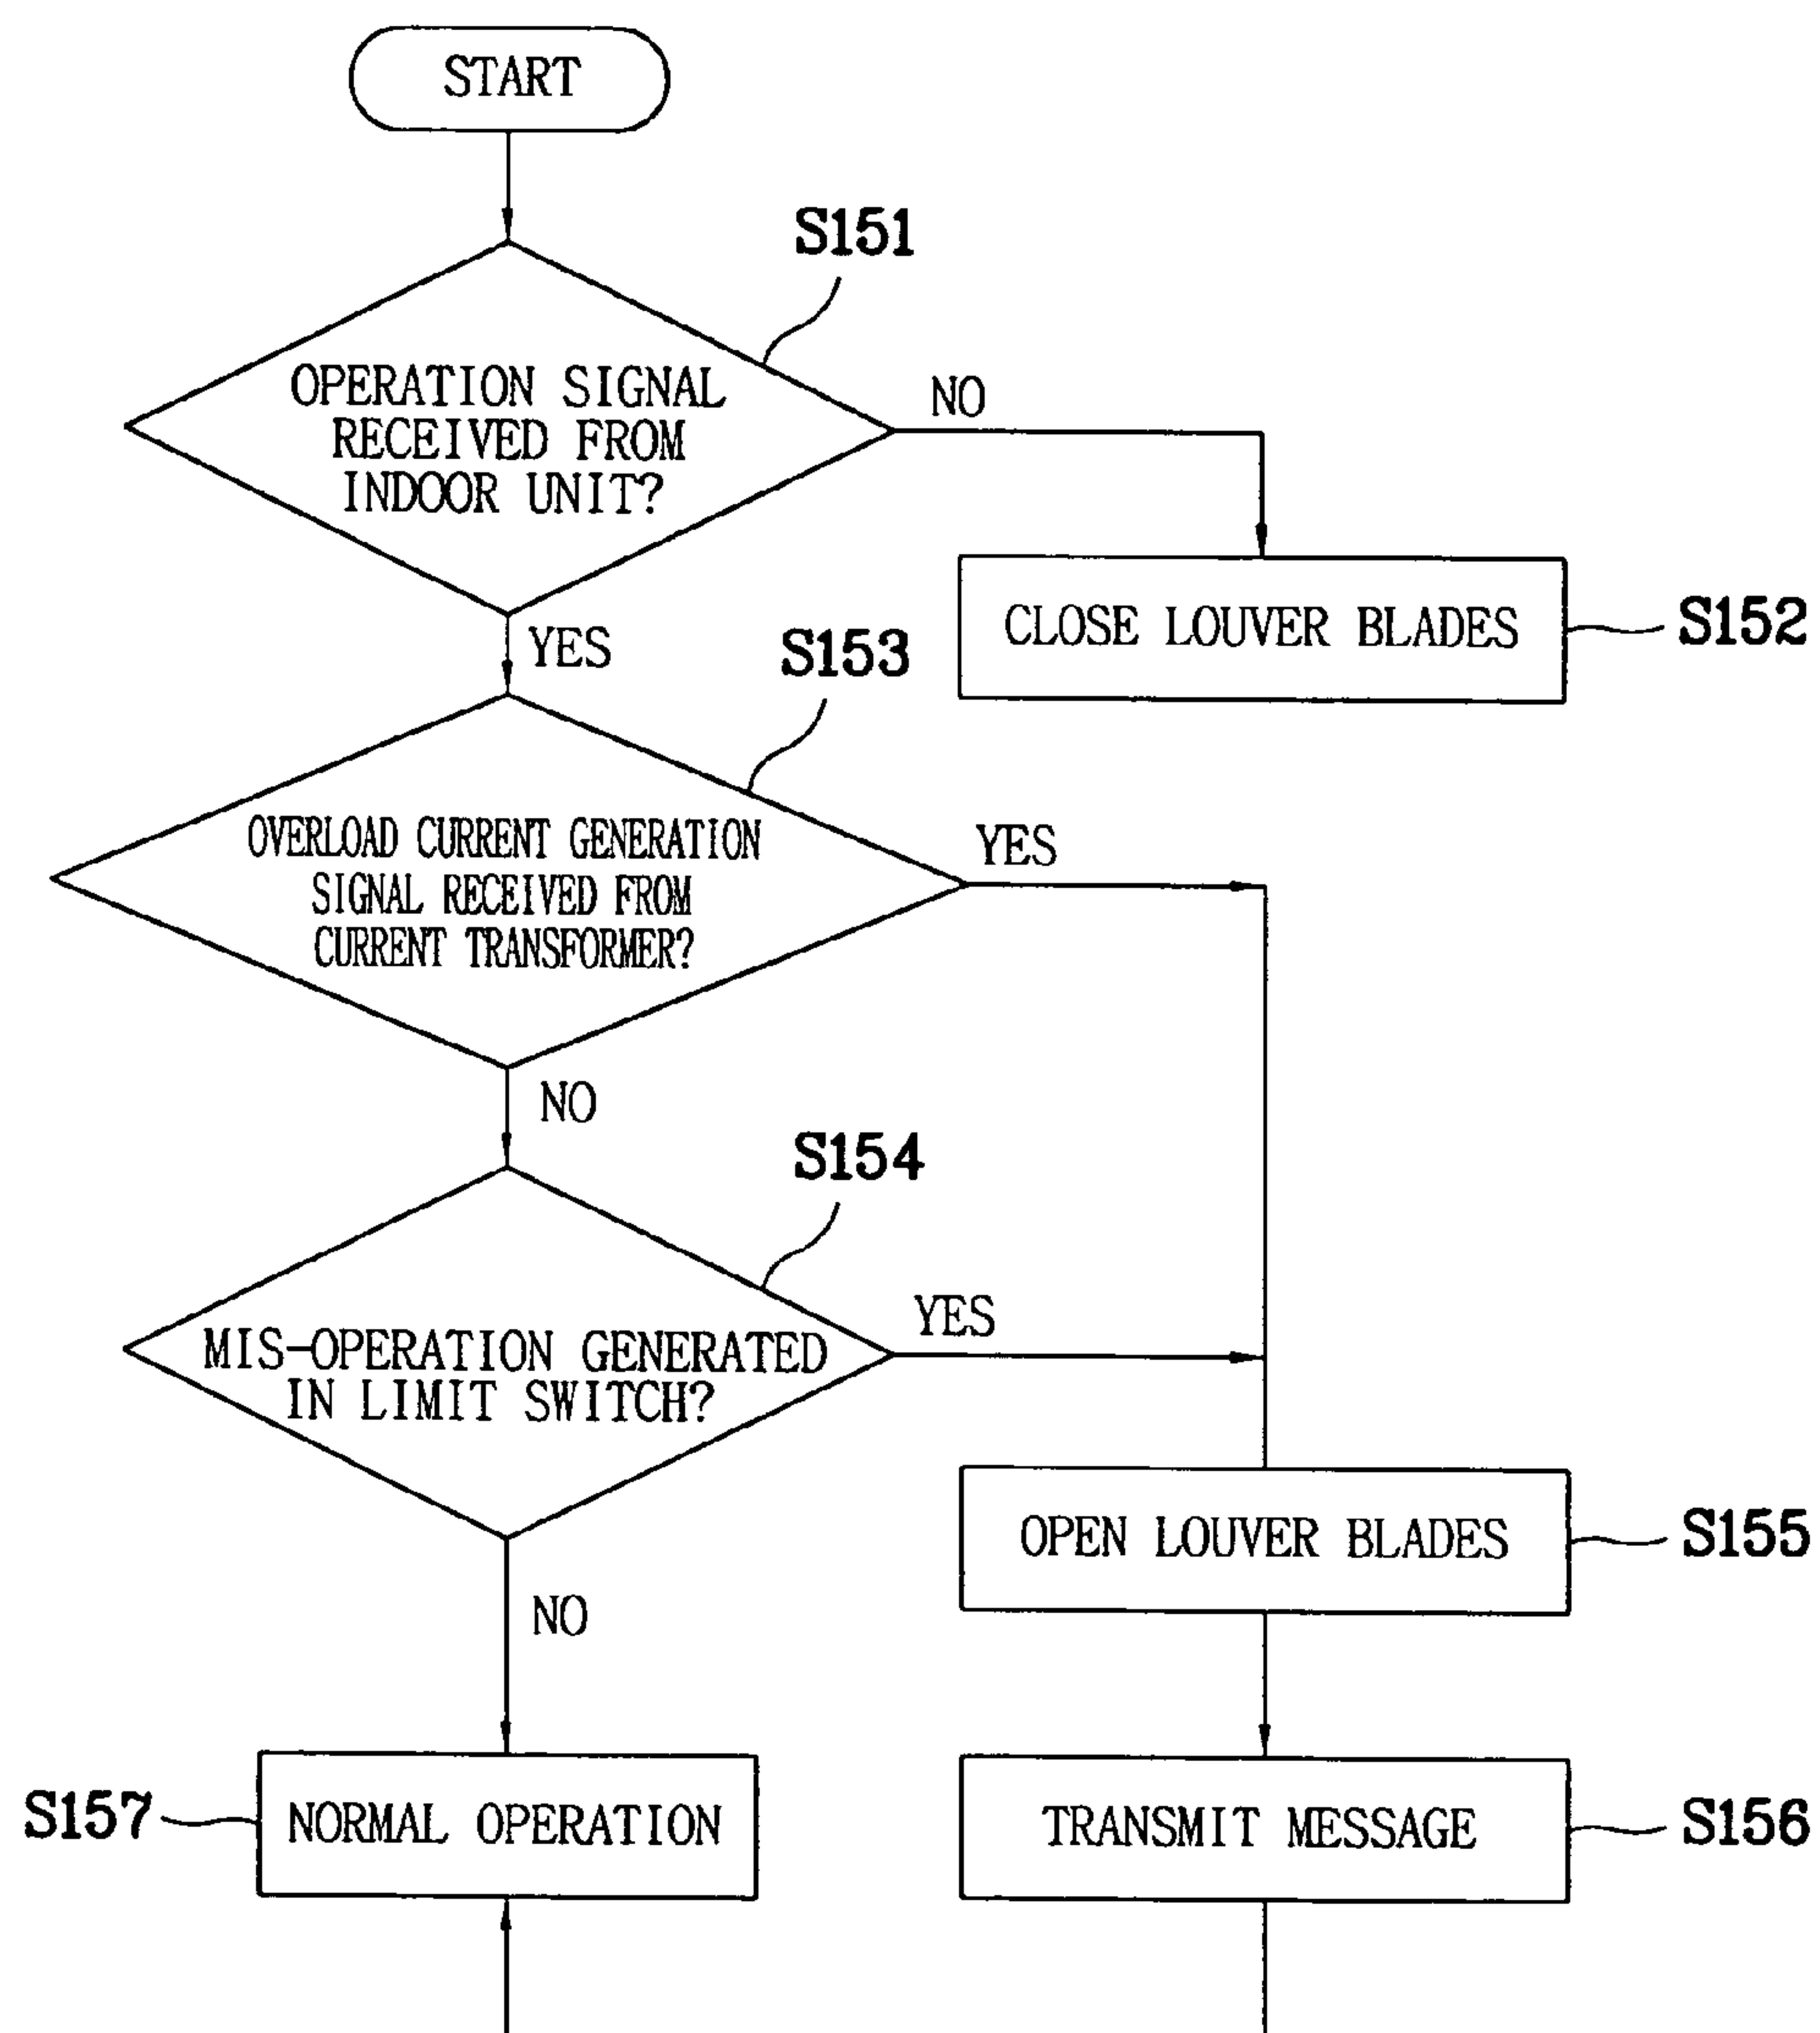 START
S151
OPERATION SIGNAL
RECEIVED FROM
INDOOR UNIT?
NO
CLOSE LOUVER BLADES
S152
YES
S153
OVERLOAD CURRENT GENERATION
SIGNAL RECEIVED FROM
CURRENT TRANSFORMER?
YES
NO
S154
MIS-OPERATION GENERATED
IN LIMIT SWITCH?
YES
OPEN LOUVER BLADES
S155
NO
S157
NORMAL OPERATION
TRANSMIT MESSAGE
S156